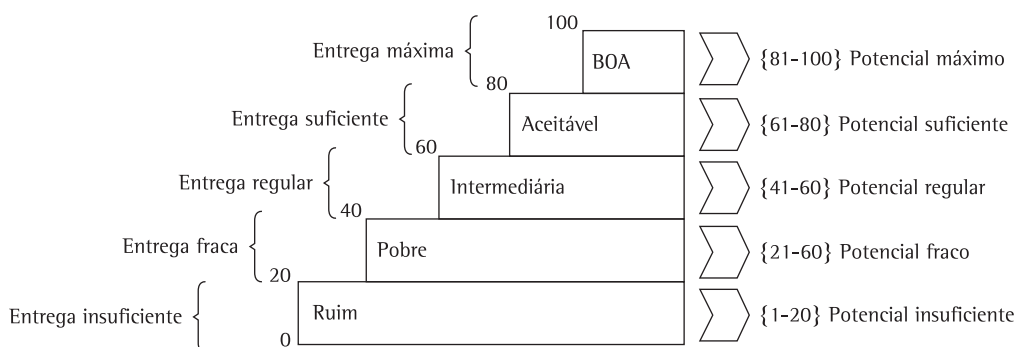 100
Entrega máxima
BOA
{81-100} Potencial máximo
80
Entrega suficiente
Aceitável
{61-80} Potencial suficiente
60
Entrega regular
Intermediária
{41-60} Potencial regular
40
Entrega fraca
Pobre
{21-60} Potencial fraco
20
Entrega insuficiente
Ruim
{1-20} Potencial insuficiente
0